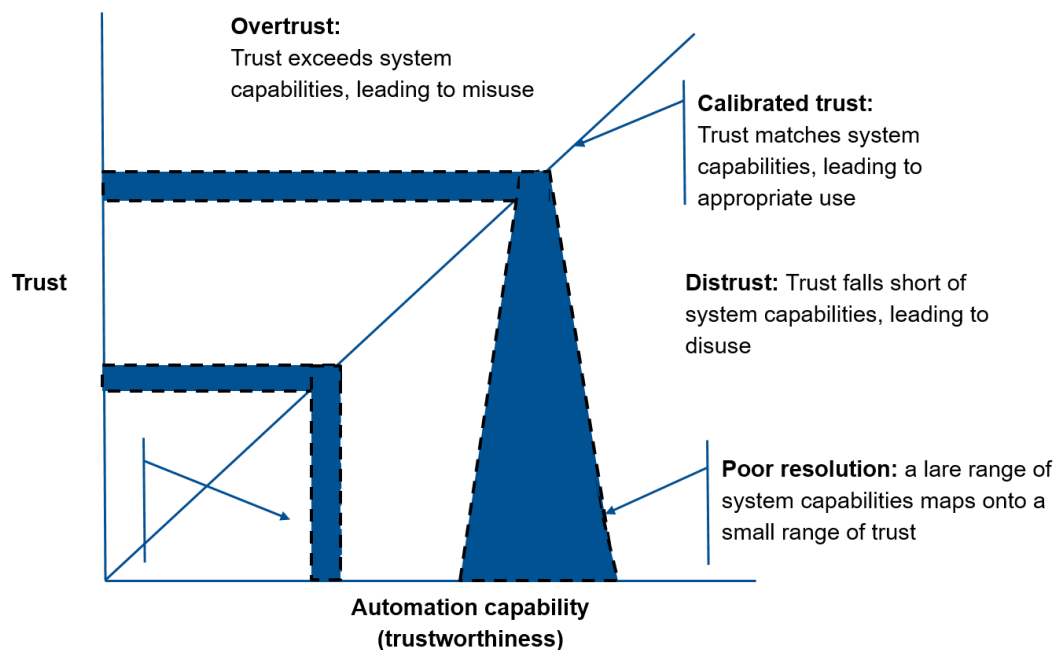 Overtrust:
Trust exceeds system
capabilities, leading to misuse
Calibrated trust:
Trust matches system
capabilities, leading to
appropriate use
Trust
Distrust: Trust falls short of
system capabilities, leading to
disuse
Poor resolution: a lare range of
system capabilities maps onto a
small range of trust
Automation capability
(trustworthiness)